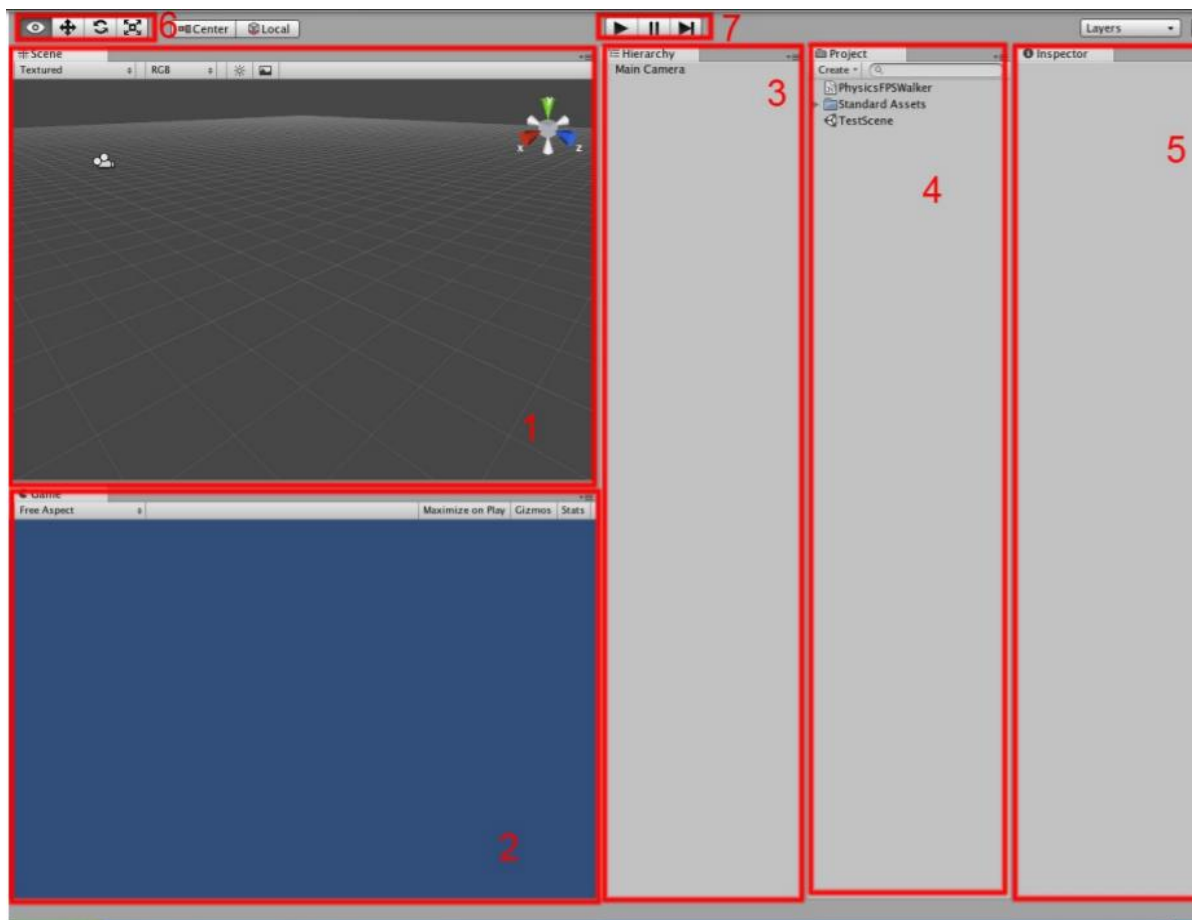 6
Center Local
7
Layers
Scene
Textured RGB
y
x z
1
Game
Free Aspect Maximize on Play Gizmos Stats
2
Hierarchy
Main Camera
3
Project
Create
PhysicsFPSWalker
Standard Assets
TestScene
4
Inspector
5